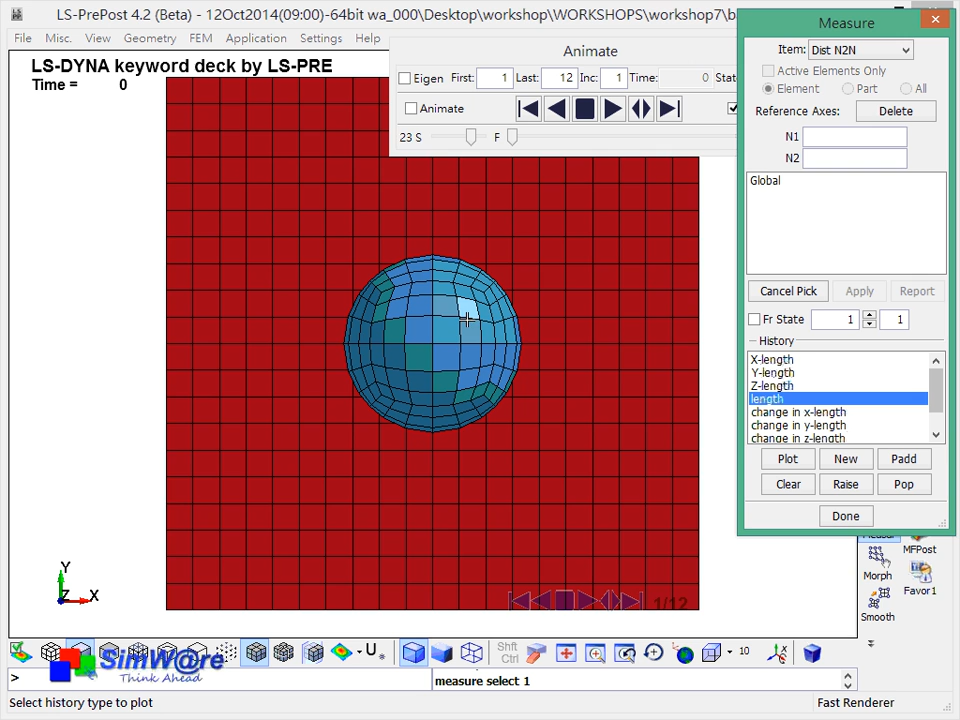 LS-PrePost 4.2 (Beta) - 12Oct2014(09:00)-64bit wa_000\Desktop\workshop\WORKSHOPS\workshop7\b
File Misc. View Geometry FEM Application Settings Help
LS-DYNA keyword deck by LS-PRE
Time = 0
Animate
Eigen First: 1 Last: 12 Inc: 1 Time: 0 State
Animate
23 S F
1/12
Measure
Item: Dist N2N
Active Elements Only
Element Part All
Reference Axes: Delete
N1
N2
Global
Cancel Pick Apply Report
Fr State 1 1
History
X-length
Y-length
Z-length
length
change in x-length
change in y-length
change in z-length
Plot New Padd
Clear Raise Pop
Done
MFPost
Morph
Favor1
Smooth
Y
Z X
Shft
Ctrl
10
SimW@re
Think Ahead
> measure select 1
Select history type to plot Fast Renderer